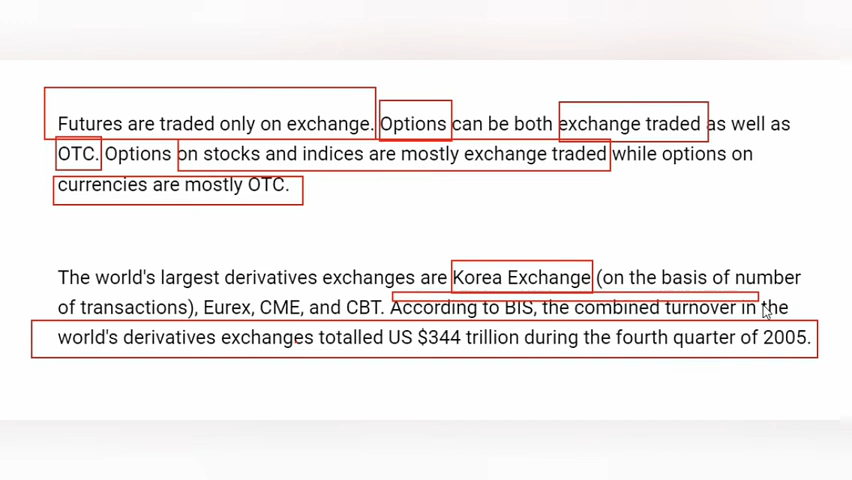 Futures are traded only on exchange. Options can be both exchange traded as well as
OTC. Options on stocks and indices are mostly exchange traded while options on
currencies are mostly OTC.
The world's largest derivatives exchanges are Korea Exchange (on the basis of number
of transactions), Eurex, CME, and CBT. According to BIS, the combined turnover in the
world's derivatives exchanges totalled US $344 trillion during the fourth quarter of 2005.